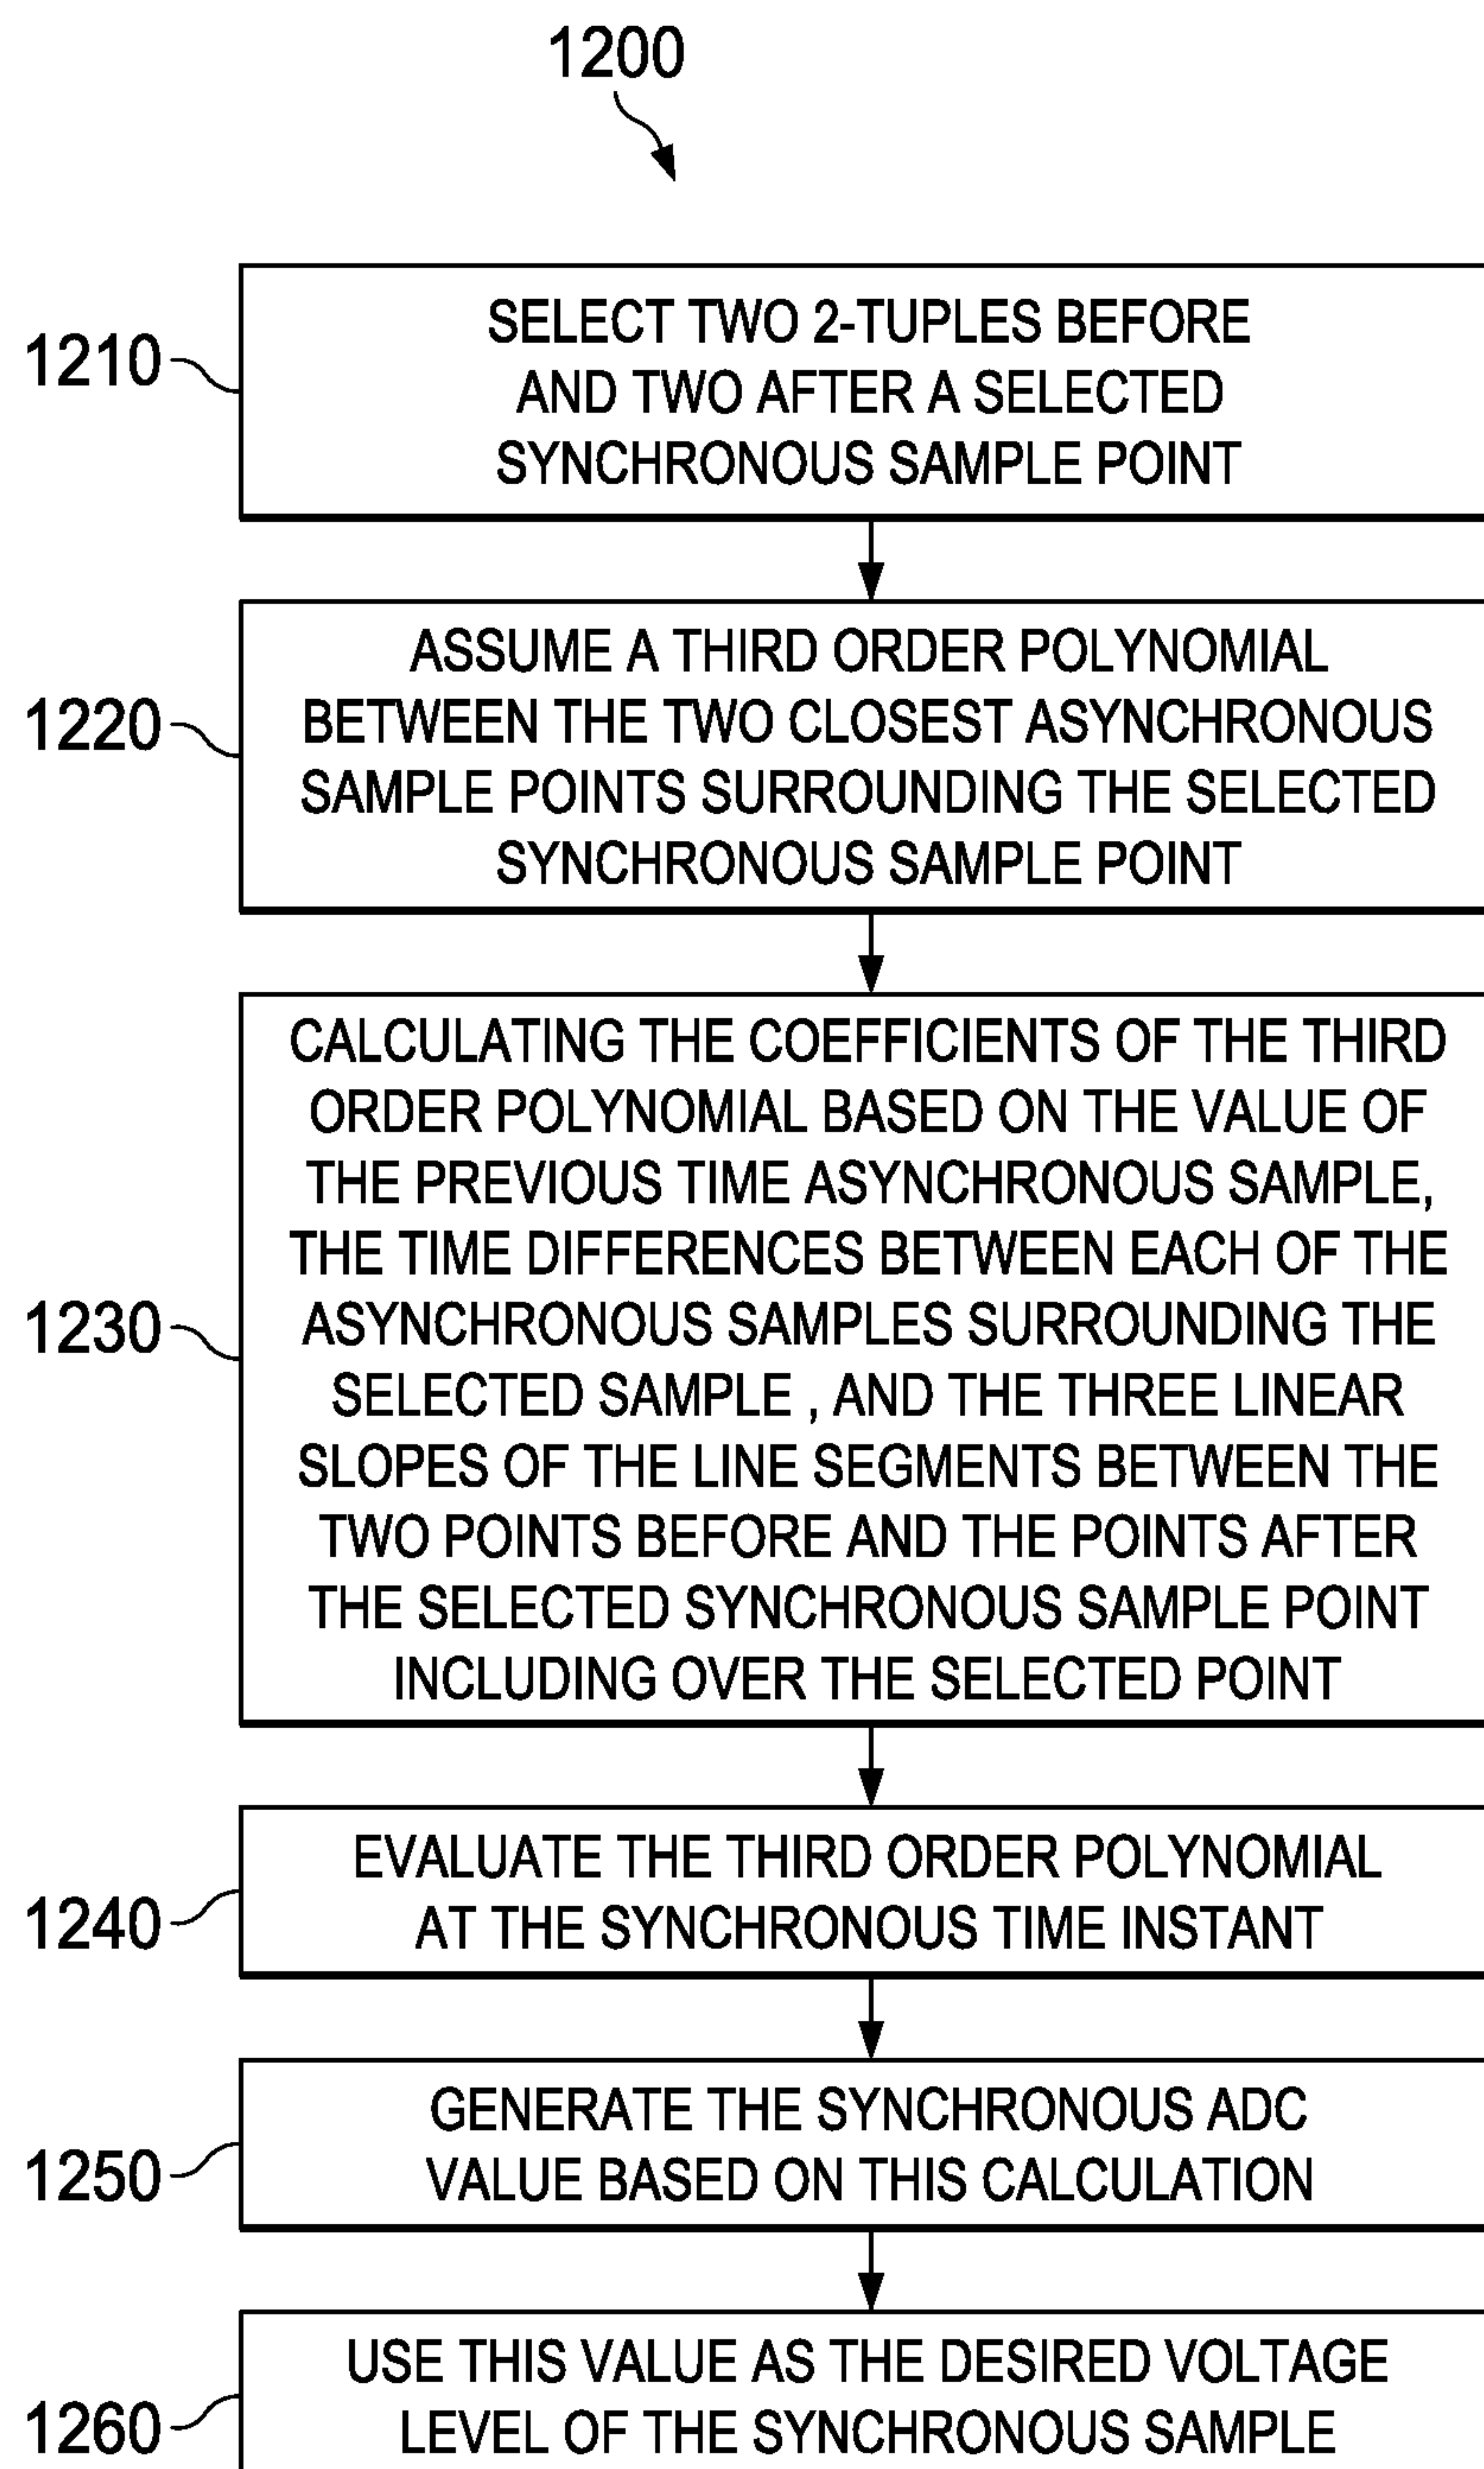 1200
1210
SELECT TWO 2-TUPLES BEFORE
AND TWO AFTER A SELECTED
SYNCHRONOUS SAMPLE POINT
1220
ASSUME A THIRD ORDER POLYNOMIAL
BETWEEN THE TWO CLOSEST ASYNCHRONOUS
SAMPLE POINTS SURROUNDING THE SELECTED
SYNCHRONOUS SAMPLE POINT
1230
CALCULATING THE COEFFICIENTS OF THE THIRD
ORDER POLYNOMIAL BASED ON THE VALUE OF
THE PREVIOUS TIME ASYNCHRONOUS SAMPLE,
THE TIME DIFFERENCES BETWEEN EACH OF THE
ASYNCHRONOUS SAMPLES SURROUNDING THE
SELECTED SAMPLE , AND THE THREE LINEAR
SLOPES OF THE LINE SEGMENTS BETWEEN THE
TWO POINTS BEFORE AND THE POINTS AFTER
THE SELECTED SYNCHRONOUS SAMPLE POINT
INCLUDING OVER THE SELECTED POINT
1240
EVALUATE THE THIRD ORDER POLYNOMIAL
AT THE SYNCHRONOUS TIME INSTANT
1250
GENERATE THE SYNCHRONOUS ADC
VALUE BASED ON THIS CALCULATION
1260
USE THIS VALUE AS THE DESIRED VOLTAGE
LEVEL OF THE SYNCHRONOUS SAMPLE